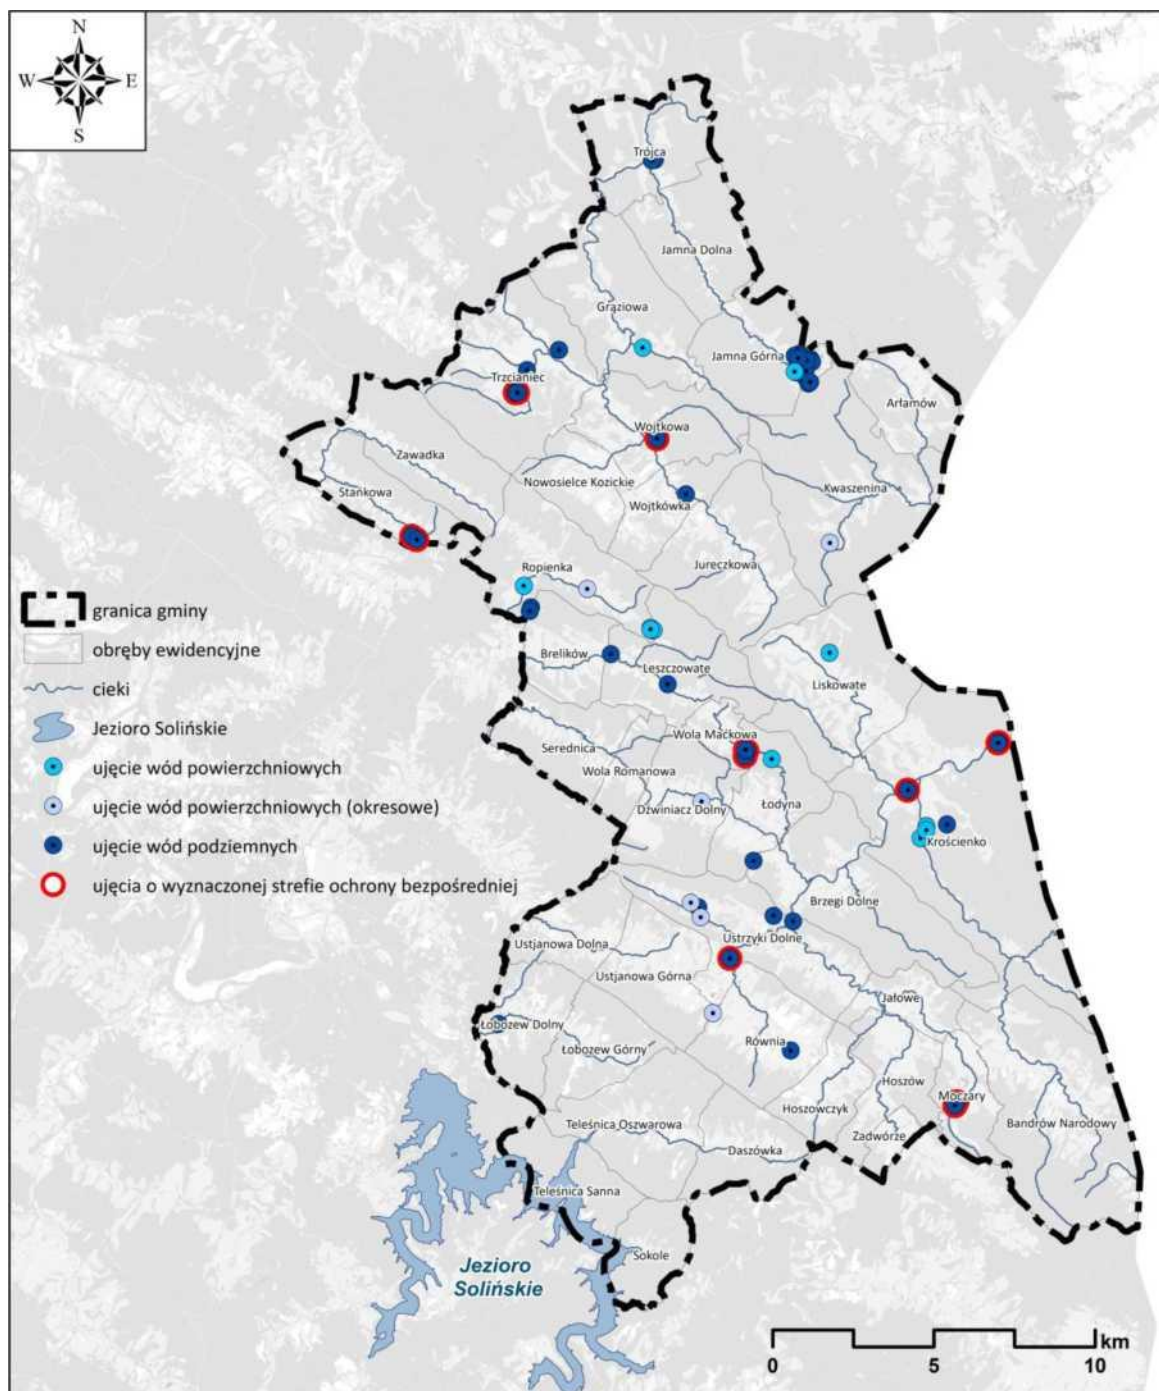 N
W E
S
Trójca
Jamna Dolna
Grąziowa
Jamna Górna
Trzcianiec
Arłamów
Wojtkowa
Zawadka
Nowosielce Kozickie
Kwaszenina
Stańkowa
Wojtkówka
Ropienka
Jureczkowa
granica gminy
obręby ewidencyjne
Brelików
Leszczowate
cieki
Liskowate
Jezioro Solińskie
Wola Maćkowa
Serednica
ujęcie wód powierzchniowych
Wola Romanowa
ujęcie wód powierzchniowych (okresowe)
Dźwiniacz Dolny
Łodyna
ujęcie wód podziemnych
Krościenko
ujęcia o wyznaczonej strefie ochrony bezpośredniej
Brzegi Dolne
Ustrzyki Dolne
Ustjanowa Dolna
Ustjanowa Górna
Jałowe
Łobozew Dolny
Równia
Łobozew Górny
Hoszów
Moczary
Hoszowczyk
Teleśnica Oszwarowa
Bandrów Narodowy
Zadwórze
Daszówka
Teleśnica Sanna
Sokole
Jezioro
Solińskie
km
0 5 10